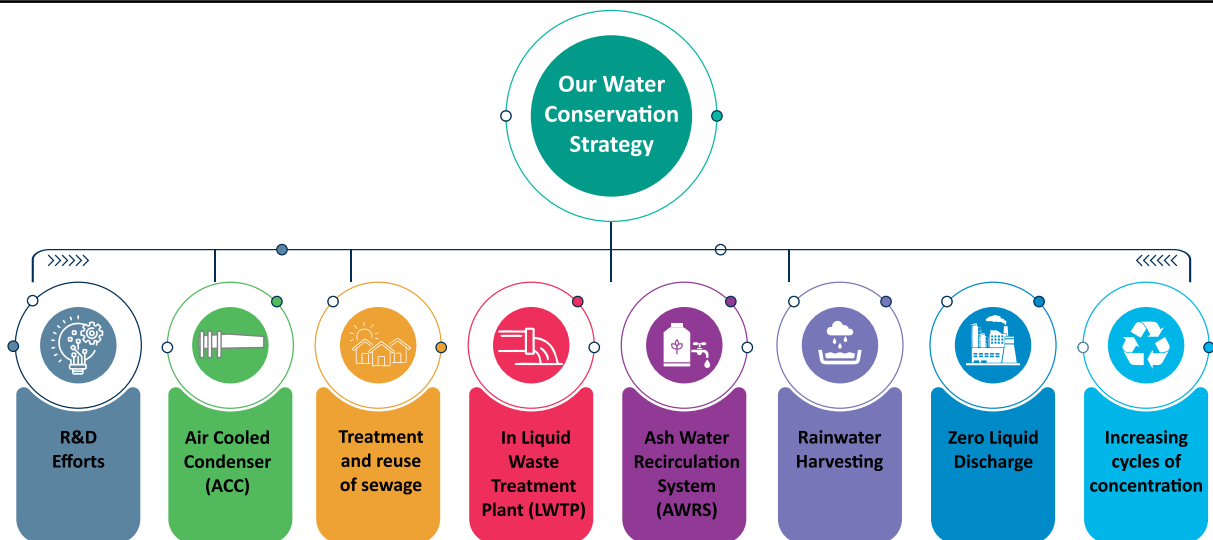 Our Water
Conservation
Strategy
R&D
Efforts
Air Cooled
Condenser
(ACC)
Treatment
and reuse
of sewage
In Liquid
Waste
Treatment
Plant (LWTP)
Ash Water
Recirculation
System
(AWRS)
Rainwater
Harvesting
Zero Liquid
Discharge
Increasing
cycles of
concentration